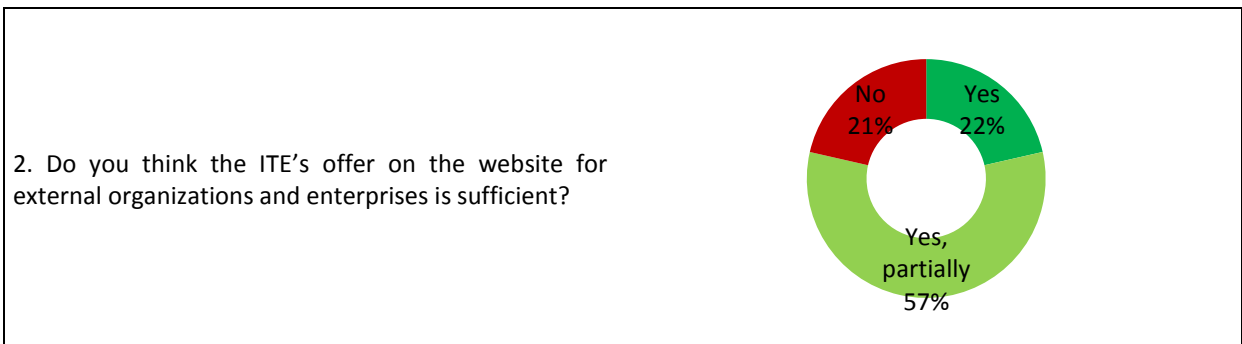 2. Do you think the ITE’s offer on the website for
external organizations and enterprises is sufficient?
No
21%
Yes
22%
Yes,
partially
57%